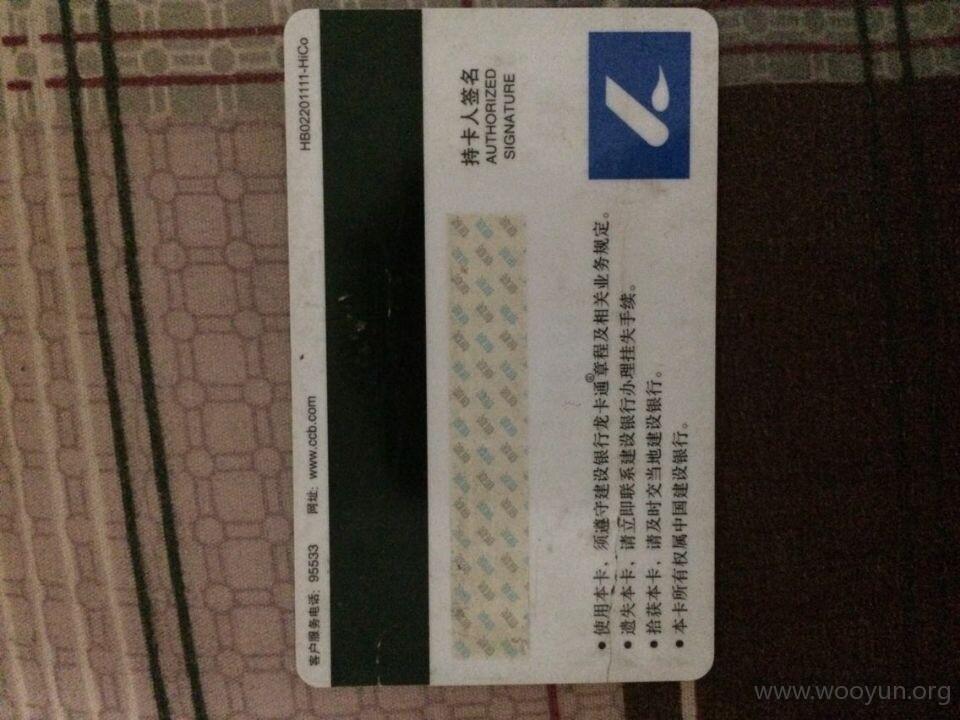 客户服务电话：95533 网址：www.ccb.com HB02201111-HiCo
持卡人签名
AUTHORIZED
SIGNATURE
●使用本卡，须遵守建设银行龙卡通®章程及相关业务规定。
●遗失本卡，请立即联系建设银行办理挂失手续。
●拾获本卡，请及时交当地建设银行。
●本卡所有权属中国建设银行。
www.wooyun.org